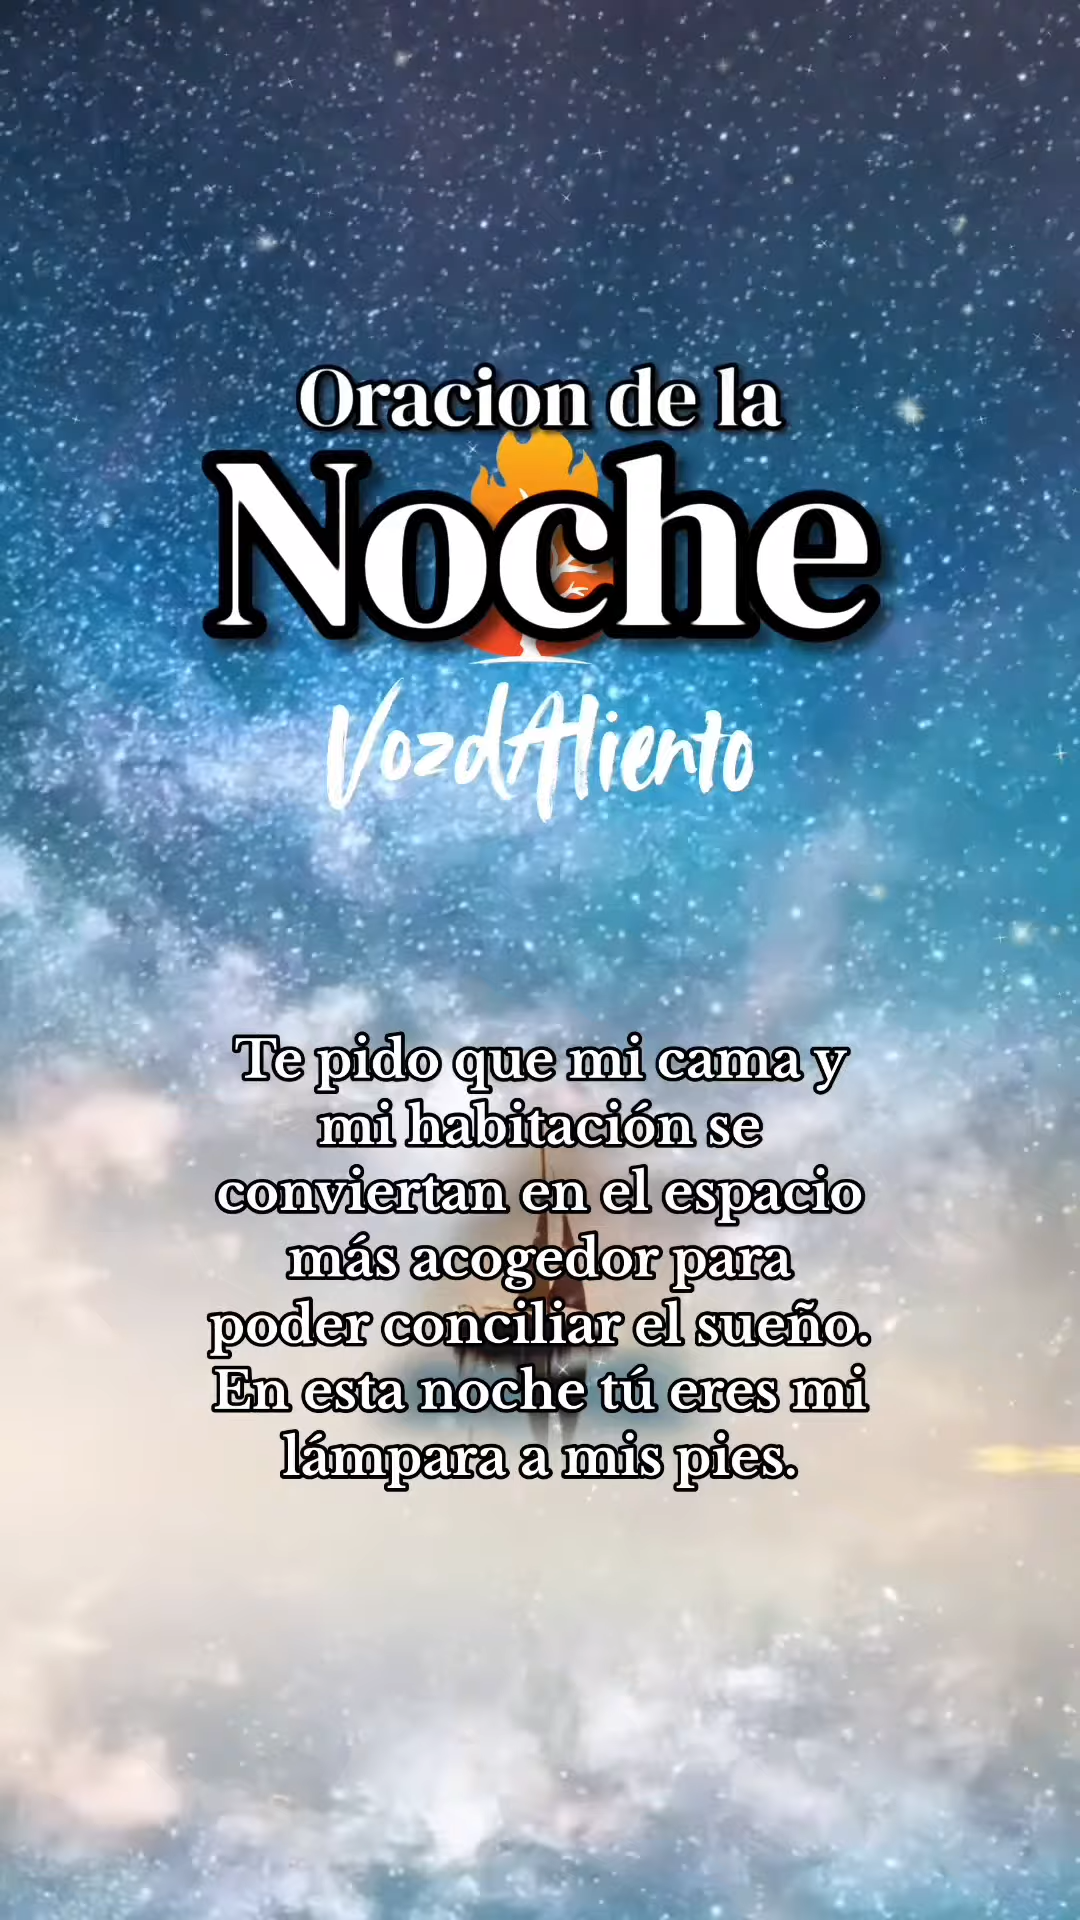 Oracion de la
Noche
VozdAliento
Te pido que mi cama y
mi habitación se
conviertan en el espacio
más acogedor para
poder conciliar el sueño.
En esta noche tú eres mi
lámpara a mis pies.